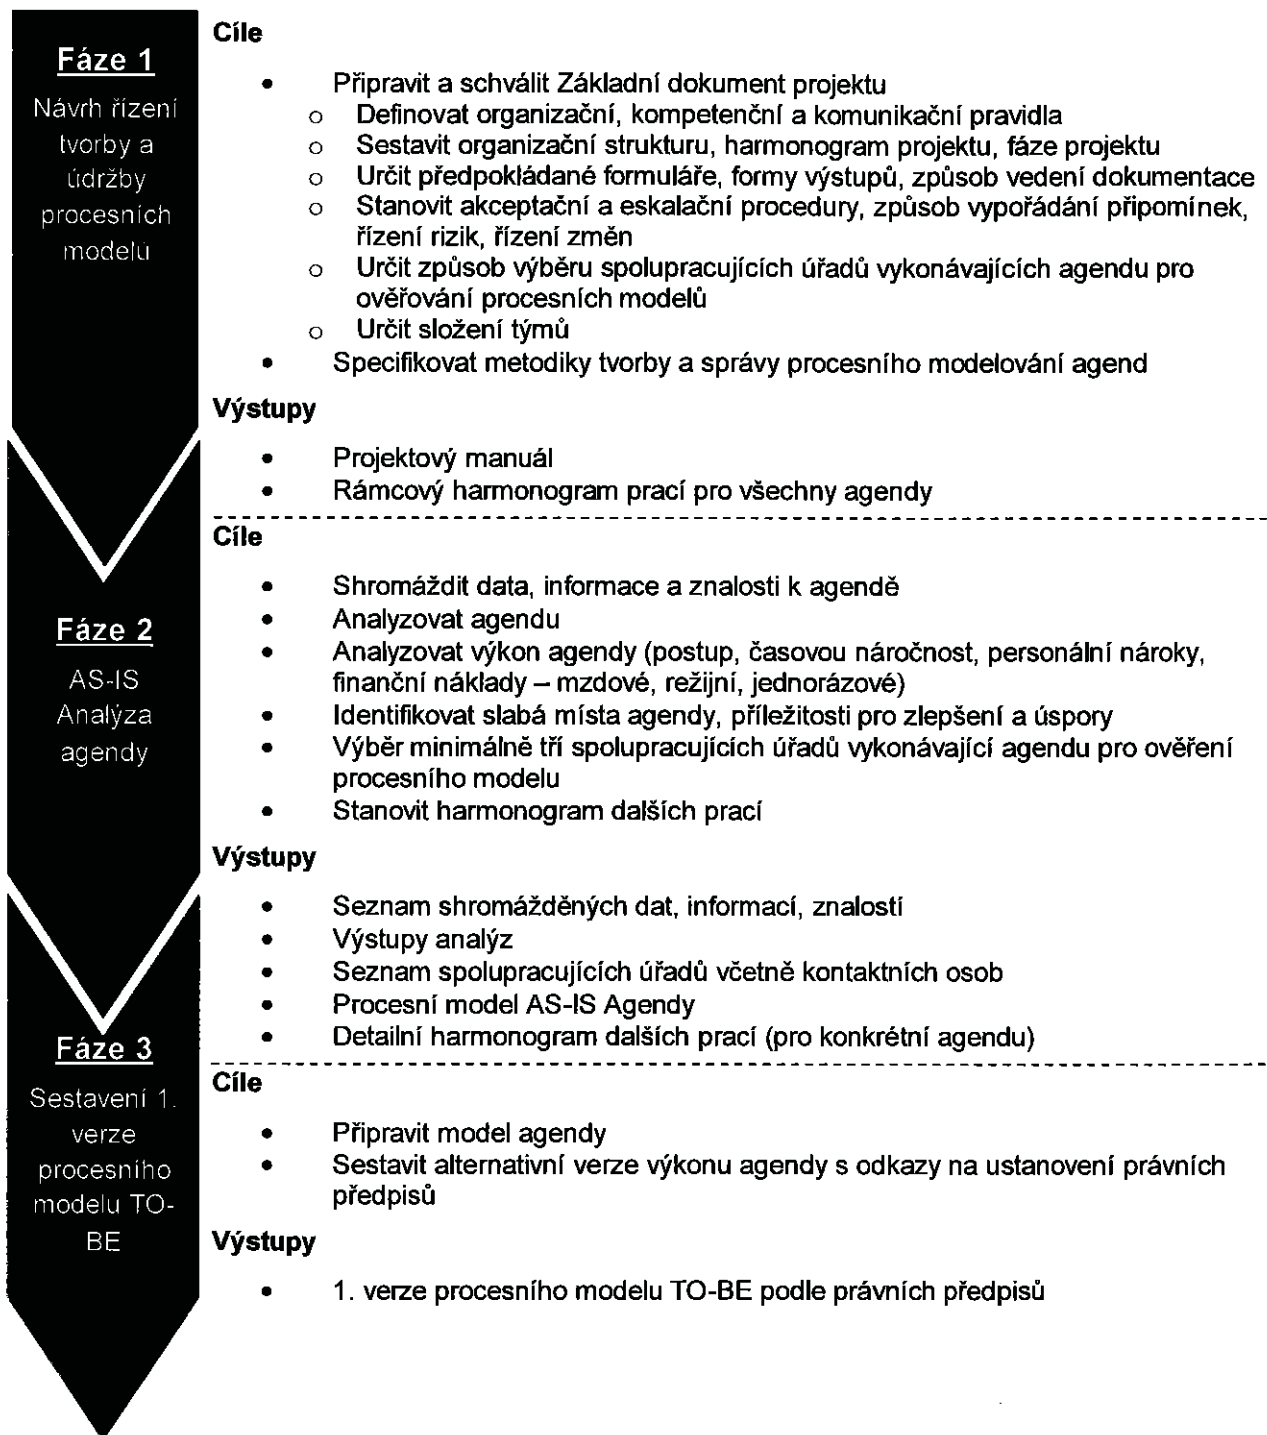 Fáze 1
Návrh řízení
tvorby a
údržby
procesních
modelů
Cíle
• Připravit a schválit Základní dokument projektu
o Definovat organizační, kompetenční a komunikační pravidla
o Sestavit organizační strukturu, harmonogram projektu, fáze projektu
o Určit předpokládané formuláře, formy výstupů, způsob vedení dokumentace
o Stanovit akceptační a eskalační procedury, způsob vypořádání připomínek,
řízení rizik, řízení změn
o Určit způsob výběru spolupracujících úřadů vykonávajících agendu pro
ověřování procesních modelů
o Určit složení týmů
• Specifikovat metodiky tvorby a správy procesního modelování agend
Výstupy
• Projektový manuál
• Rámcový harmonogram prací pro všechny agendy
Fáze 2
AS-IS
Analýza
agendy
Cíle
• Shromáždit data, informace a znalosti k agendě
• Analyzovat agendu
• Analyzovat výkon agendy (postup, časovou náročnost, personální nároky,
finanční náklady – mzdové, režijní, jednorázové)
• Identifikovat slabá místa agendy, příležitosti pro zlepšení a úspory
• Výběr minimálně tří spolupracujících úřadů vykonávající agendu pro ověření
procesního modelu
• Stanovit harmonogram dalších prací
Výstupy
• Seznam shromážděných dat, informací, znalostí
• Výstupy analýz
• Seznam spolupracujících úřadů včetně kontaktních osob
• Procesní model AS-IS Agendy
• Detailní harmonogram dalších prací (pro konkrétní agendu)
Fáze 3
Sestavení 1.
verze
procesního
modelu TO-
BE
Cíle
• Připravit model agendy
• Sestavit alternativní verze výkonu agendy s odkazy na ustanovení právních
předpisů
Výstupy
• 1. verze procesního modelu TO-BE podle právních předpisů